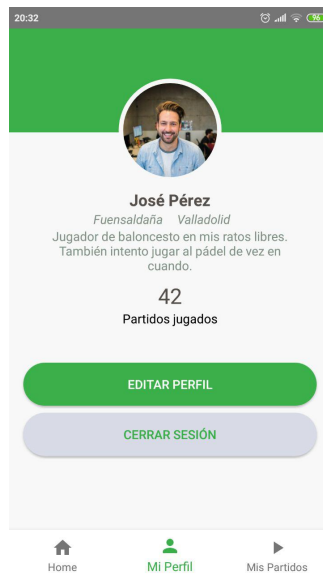 20:32
96
José Pérez
Fuensaldaña Valladolid
Jugador de baloncesto en mis ratos libres.
También intento jugar al pádel de vez en
cuando.
42
Partidos jugados
EDITAR PERFIL
CERRAR SESIÓN
Home Mi Perfil Mis Partidos